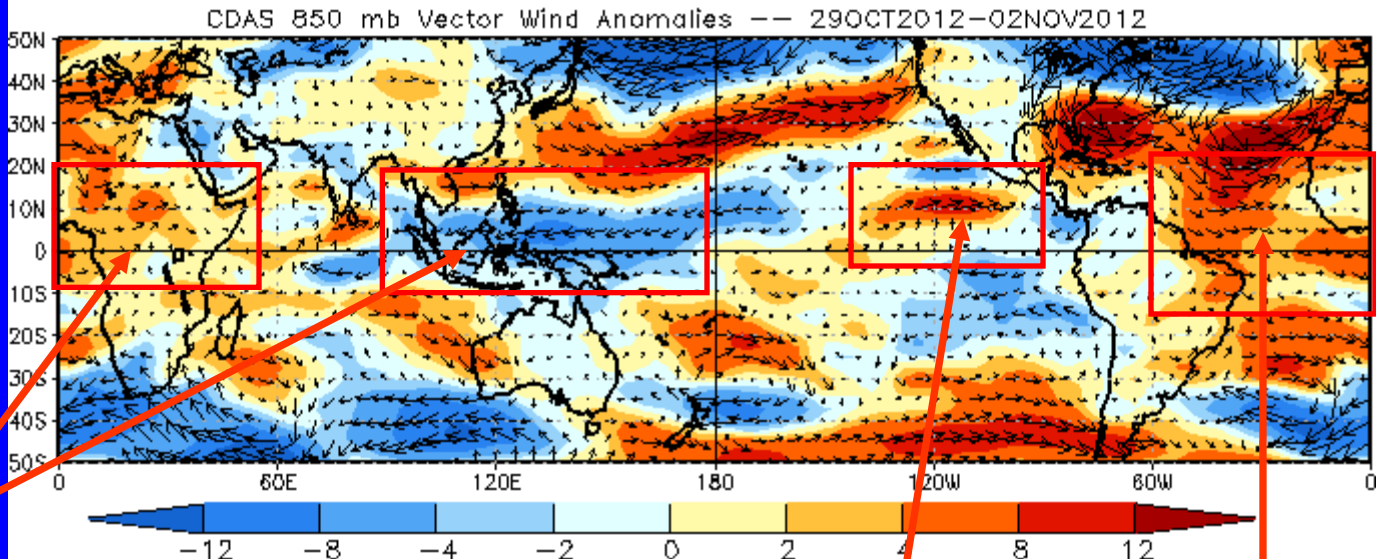 CDAS 850 mb Vector Wind Anomalies -- 29OCT2012-02NOV2012
50N
40N
30N
20N
10N
0
10S
20S
30S
40S
50S
0 60E 120E 180 120W 60W 0
-12 -8 -4 -2 0 2 4 8 12